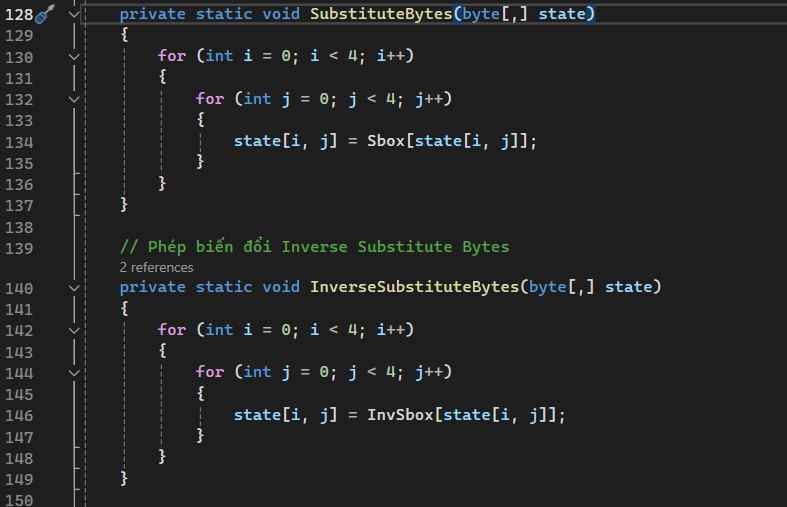 128 private static void SubstituteBytes(byte[,] state)
129 {
130 for (int i = 0; i < 4; i++)
131 {
132 for (int j = 0; j < 4; j++)
133 {
134 state[i, j] = Sbox[state[i, j]];
135 }
136 }
137 }
138
139 // Phép biến đổi Inverse Substitute Bytes
2 references
140 private static void InverseSubstituteBytes(byte[,] state)
141 {
142 for (int i = 0; i < 4; i++)
143 {
144 for (int j = 0; j < 4; j++)
145 {
146 state[i, j] = InvSbox[state[i, j]];
147 }
148 }
149 }
150